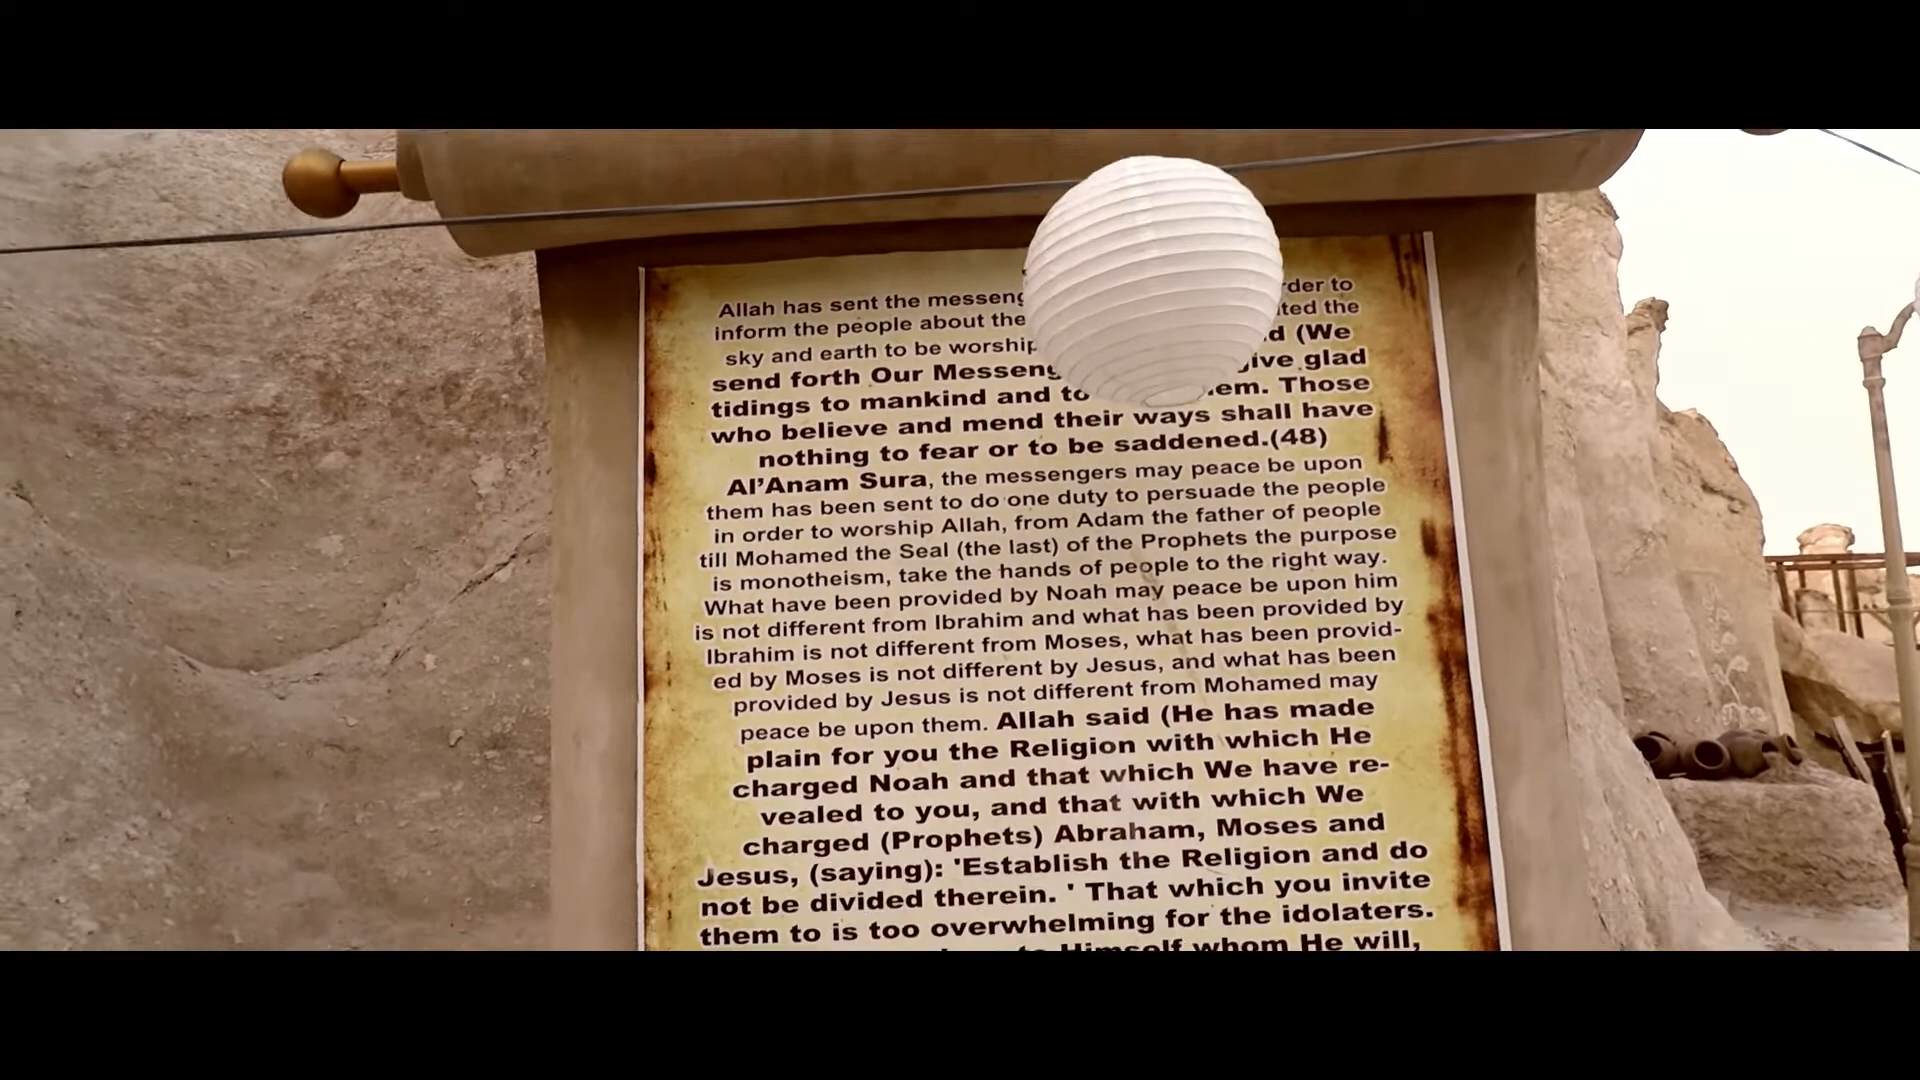 Allah has sent the messeng rder to
inform the people about the ted the
sky and earth to be worship d (We
send forth Our Messeng ive glad
tidings to mankind and to em. Those
who believe and mend their ways shall have
nothing to fear or to be saddened.(48)
Al'Anam Sura, the messengers may peace be upon
them has been sent to do one duty to persuade the people
in order to worship Allah, from Adam the father of people
till Mohamed the Seal (the last) of the Prophets the purpose
is monotheism, take the hands of people to the right way.
What have been provided by Noah may peace be upon him
is not different from Ibrahim and what has been provided by
Ibrahim is not different from Moses, what has been provid-
ed by Moses is not different by Jesus, and what has been
provided by Jesus is not different from Mohamed may
peace be upon them. Allah said (He has made
plain for you the Religion with which He
charged Noah and that which We have re-
vealed to you, and that with which We
charged (Prophets) Abraham, Moses and
Jesus, (saying): 'Establish the Religion and do
not be divided therein. ' That which you invite
them to is too overwhelming for the idolaters.
to Himself whom He will,